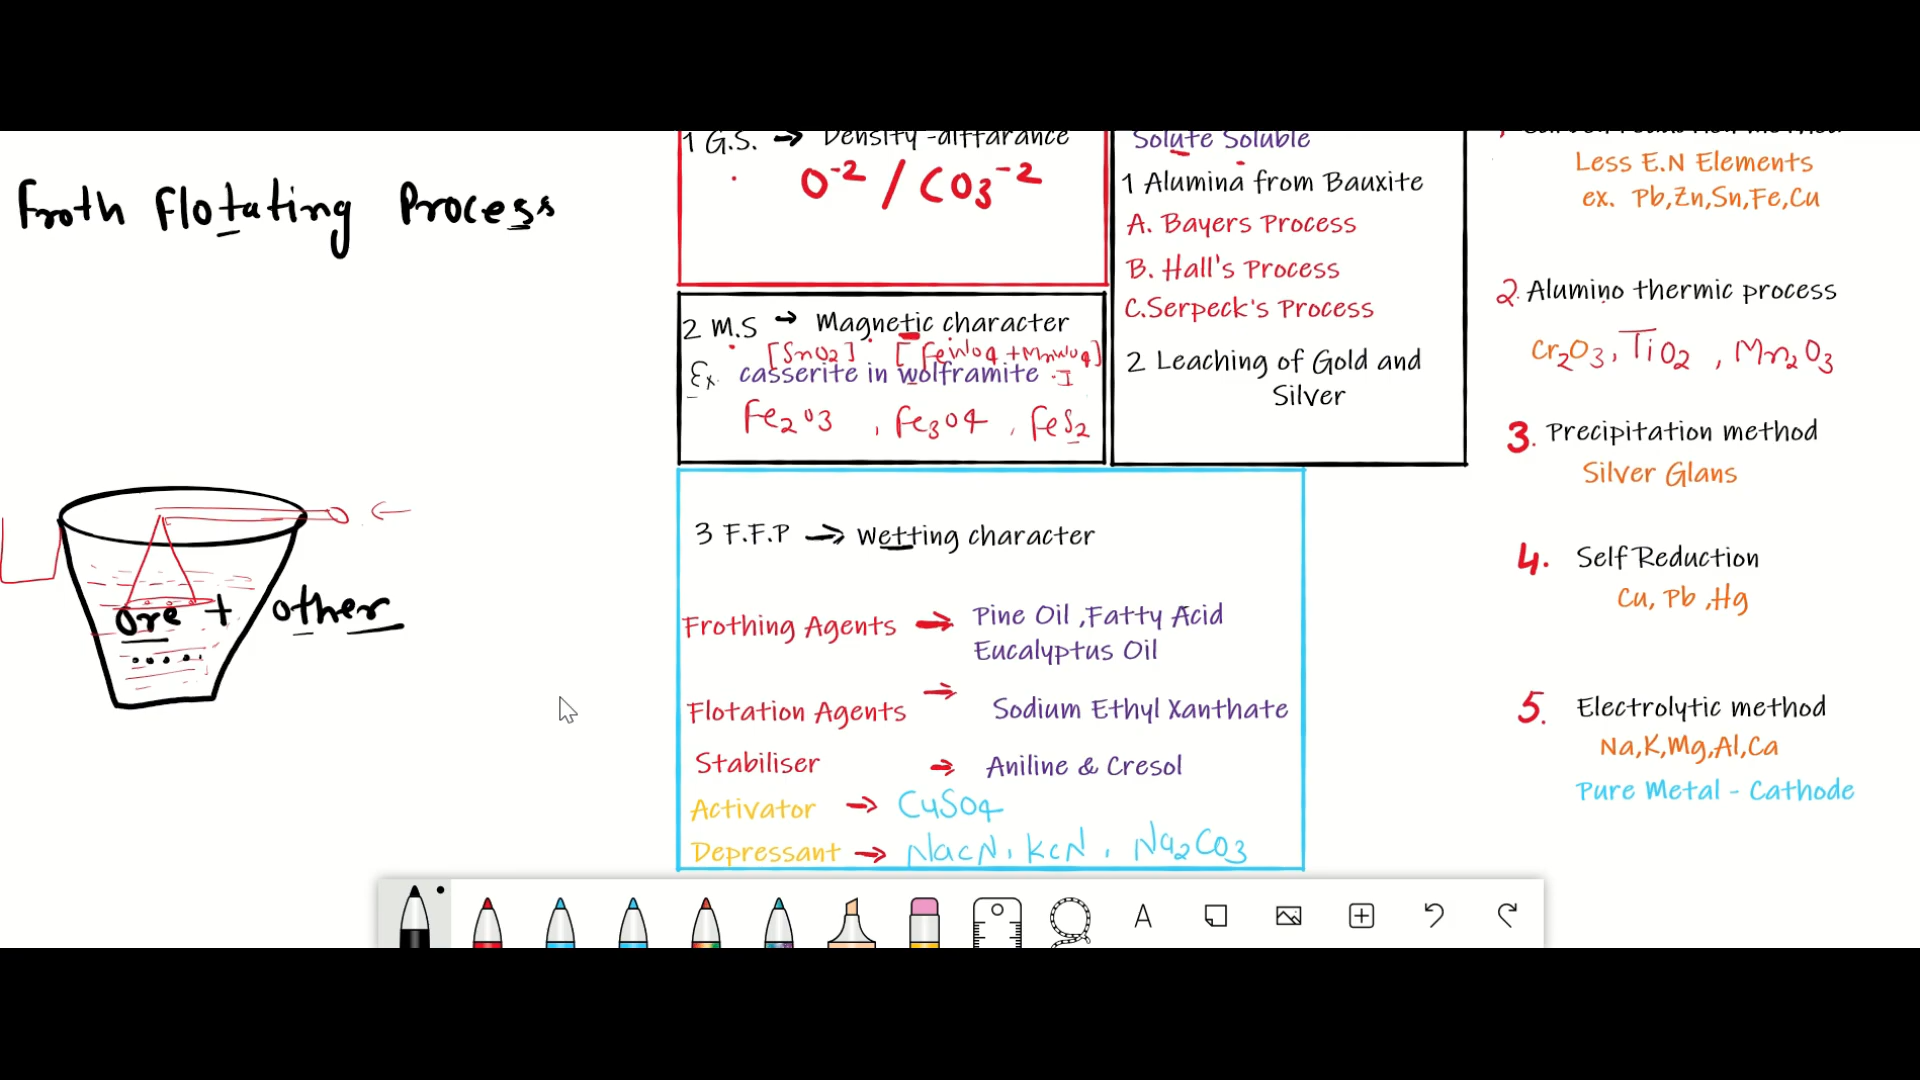 Froth Flotating Process
Ore + other
1 G.S. → Density -diffarance
O-2 / CO3-2
2 M.S → Magnetic character
[SnO2] [FeWO4 + MnWO4]
Ex. casserite in wolframite
Fe2O3 , Fe3O4 , FeS2
3 F.F.P → Wetting character
Frothing Agents → Pine Oil ,Fatty Acid
Eucalyptus Oil
Flotation Agents → Sodium Ethyl Xanthate
Stabiliser → Aniline & Cresol
Activator → CuSO4
Depressant → NaCN, KCN, Na2CO3
Solute Soluble
1 Alumina from Bauxite
A. Bayers Process
B. Hall's Process
C.Serpeck's Process
2 Leaching of Gold and
Silver
Less E.N Elements
ex. Pb,Zn,Sn,Fe,Cu
2. Alumino thermic process
Cr2O3, TiO2 , Mn2O3
3. Precipitation method
Silver Glans
4. Self Reduction
Cu, Pb ,Hg
5. Electrolytic method
Na,K,Mg,Al,Ca
Pure Metal - Cathode
A